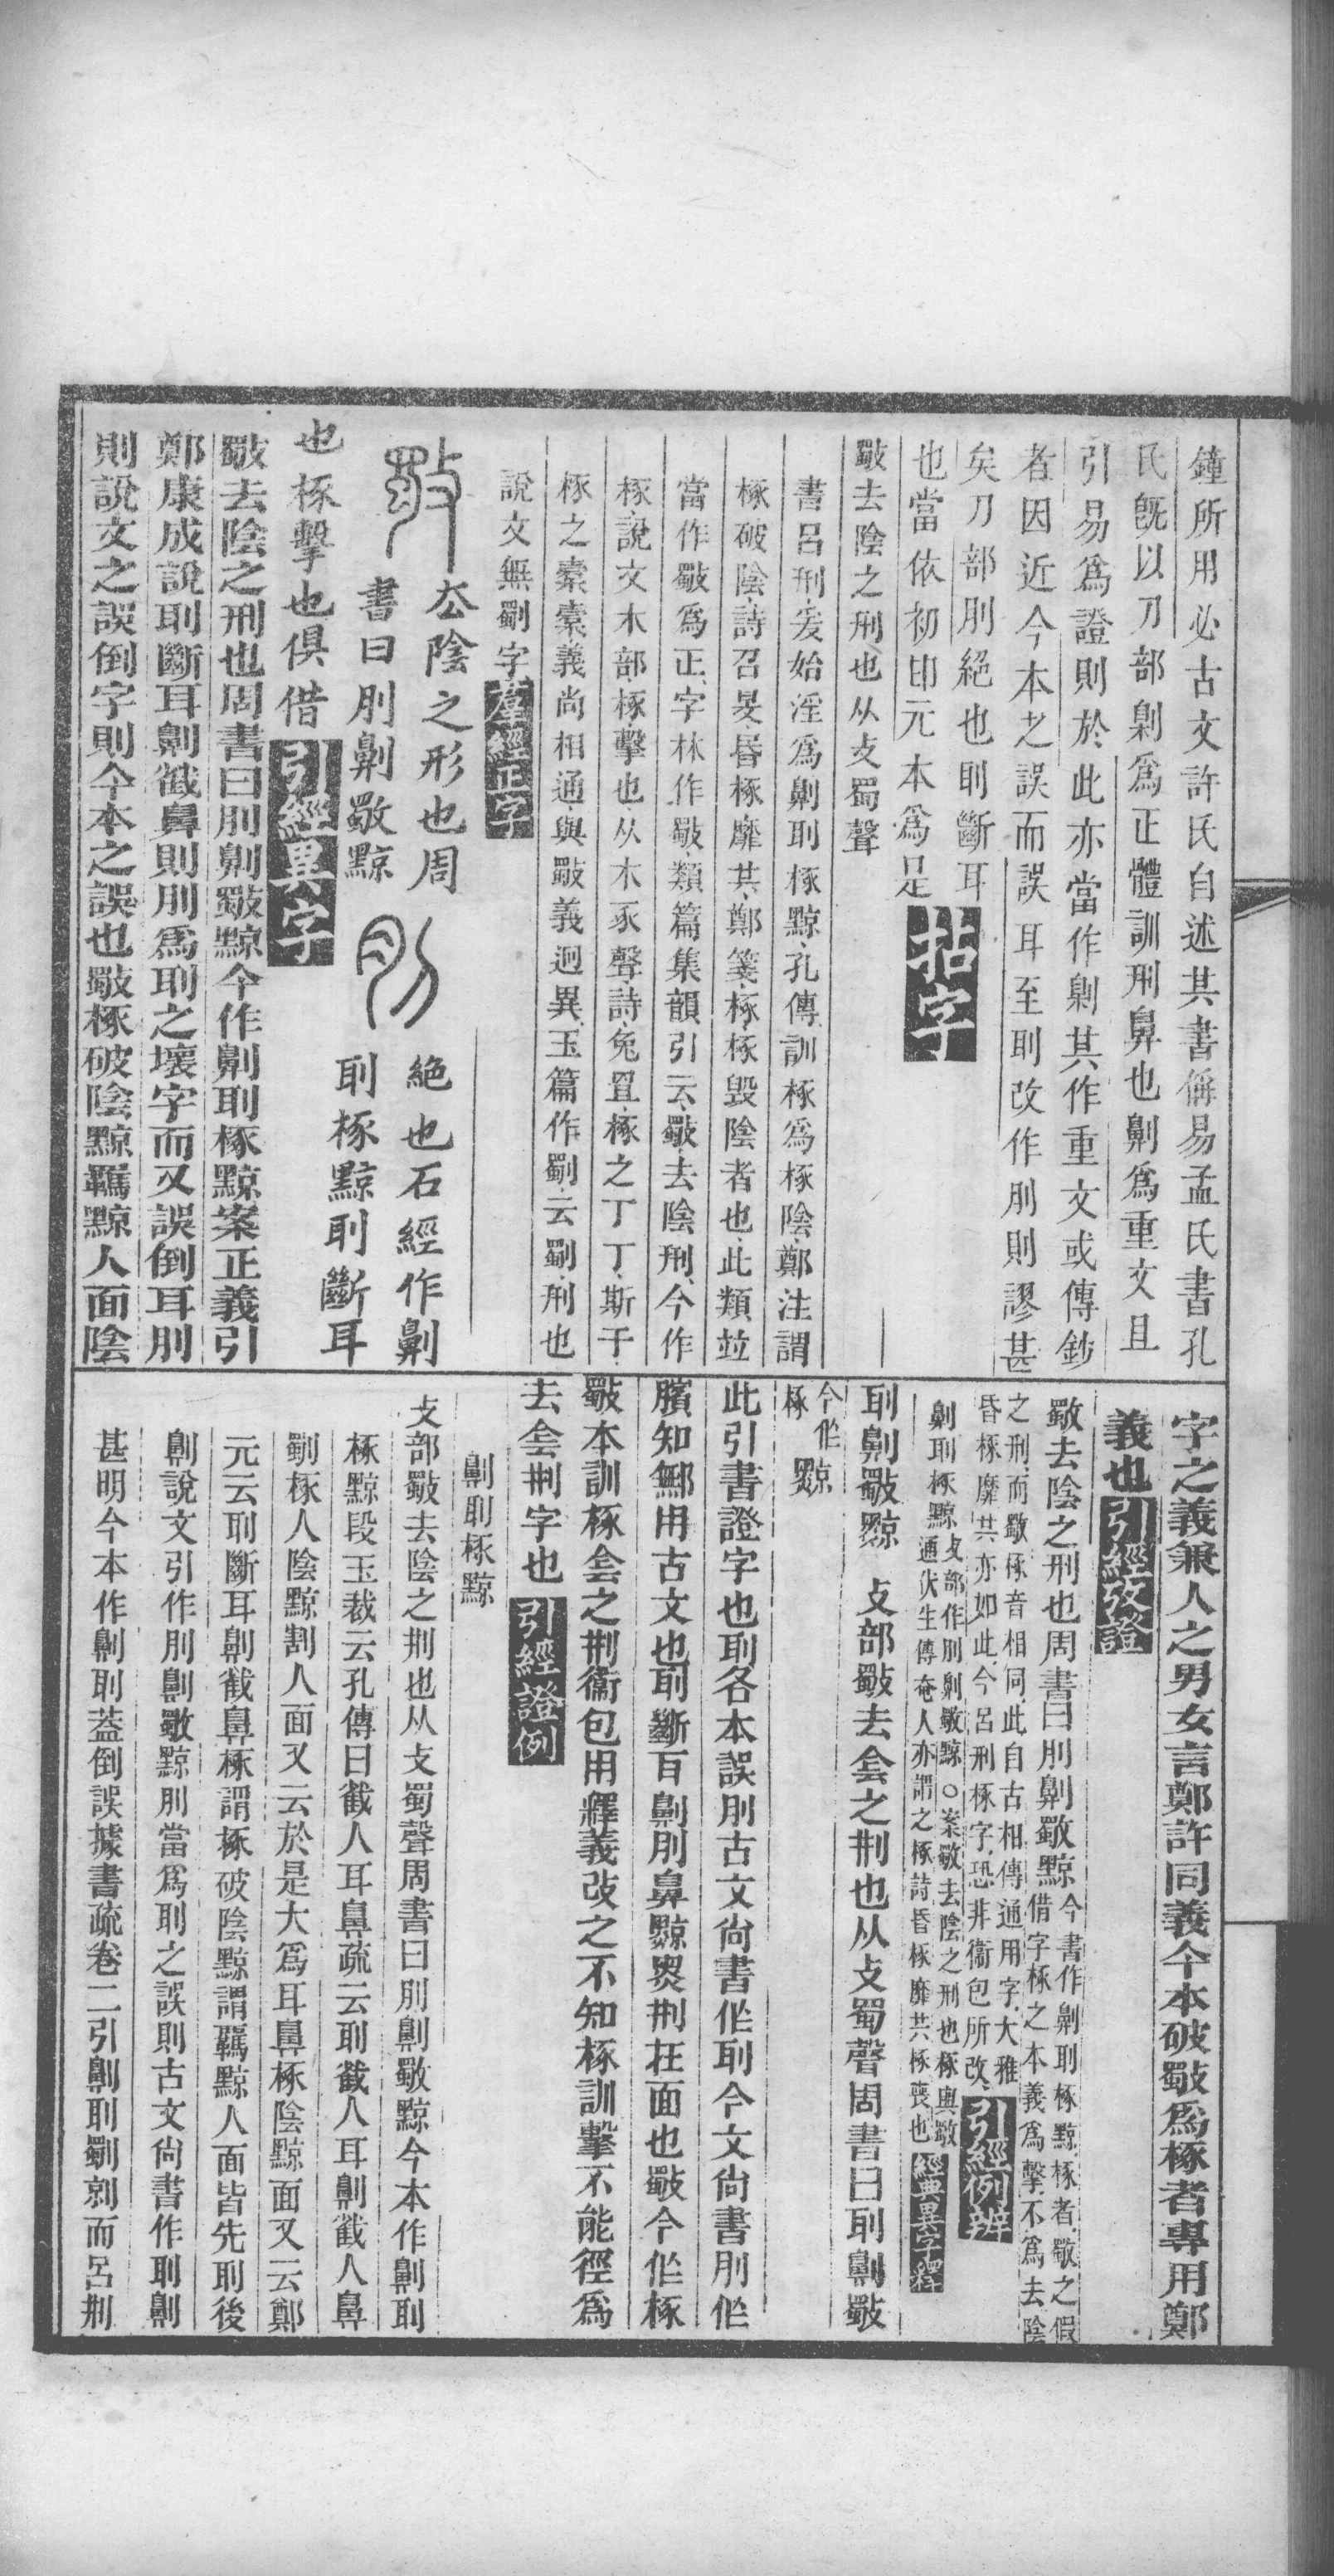 鐘所用必古文許氏自述其書偁易孟氏書孔
氏旣以刀部劓爲正體訓刑鼻也劓爲重文且
引易爲證則於此亦當作劓其作重文或傳鈔
者因近今本之誤而誤耳至刵改作刖則謬甚
矣刀部刖絕也刵斷耳
也當依初印元本爲足拈字
斀去陰之刑也从攴蜀聲
書呂刑爰始淫爲劓刵椓黥孔傳訓椓爲椓陰鄭注謂
椓破陰詩召旻昏椓靡共鄭箋椓椓毀陰者也此類並
當作斀爲正字林作斀類篇集韻引云斀去陰刑今作
椓說文木部椓擊也从木豕聲詩兔罝椓之丁丁斯干
椓之橐橐義尚相通與斀義迥異玉篇作劅云劅刑也
說文無劅字羣經正字
斀 去陰之形也周
書曰刖劓斀黥
刖 絕也石經作劓
刵椓黥刵斷耳
也椓擊也俱借引經異字
斀去陰之刑也周書曰刖劓斀黥今作劓刵椓黥案正義引
鄭康成說刵斷耳劓截鼻則刖爲刵之壞字而又誤倒耳刖
則說文之誤倒字則今本之誤也斀椓破陰黥羈黥人面陰
字之義兼人之男女言鄭許同義今本破斀爲椓者專用鄭
義也引經攷證
斀去陰之刑也周書曰刖劓斀黥今書作劓刵椓黥椓者斀之假
借字椓之本義爲擊不爲去陰
之刑而斀椓音相同此自古相傳通用字大雅
昏椓靡共亦如此今呂刑椓字恐非衞包所改引經例辨
劓刵椓黥攴部作刖劓斀黥○案斀去陰之刑也椓與斀
通伏生傳奄人亦謂之椓詩昏椓靡共椓喪也經典異字釋
刵劓斀黥 攴部斀去侌之荆也从攴蜀聲周書曰刵劓斀
今作黥
椓
此引書證字也刵各本誤刖古文尙書作刵今文尙書刖作
臏知鄦用古文也刵斷耳劓刖鼻黥㷅荆在面也斀今作椓
斀本訓椓侌之荆衞包用釋義改之不知椓訓擊不能徑爲
去侌荆字也引經證例
劓刵椓黥
攴部斀去陰之荆也从攴蜀聲周書曰刖劓斀黥今本作劓刵
椓黥段玉裁云孔傳曰截人耳鼻疏云刵截人耳劓截人鼻
劅椓人陰黥割人面又云於是大爲耳鼻椓陰黥面又云鄭
元云刵斷耳劓截鼻椓謂椓破陰黥謂羈黥人面皆先刵後
劓說文引作刖劓斀黥刖當爲刵之誤則古文尙書作刵劓
甚明今本作劓刵蓋倒誤據書疏卷二引劓刵劅剠而呂荆